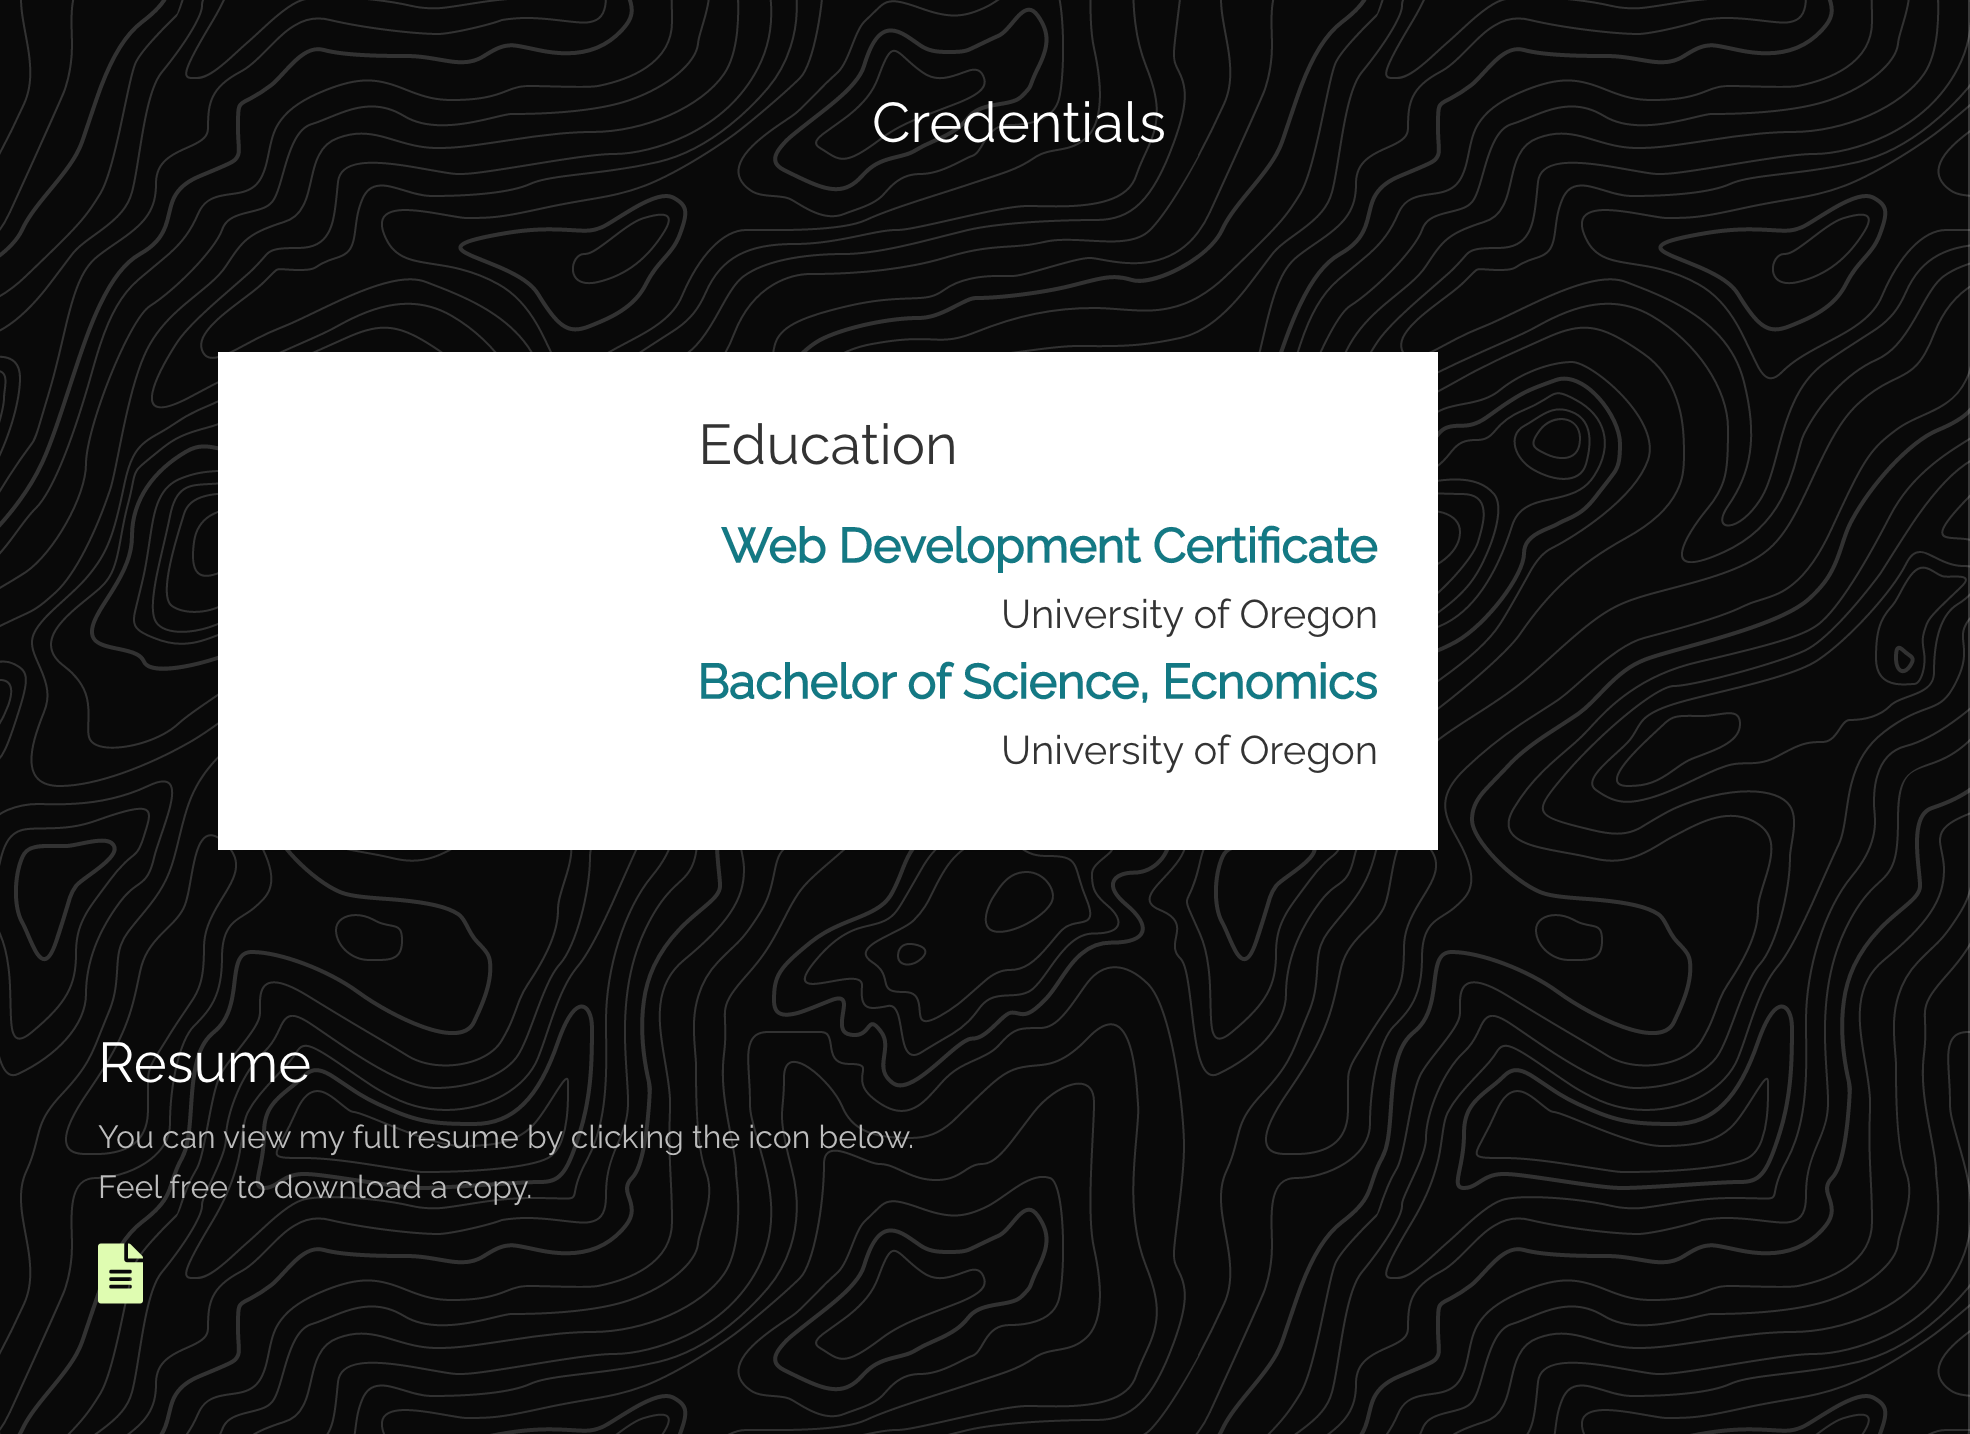 Credentials
Education
Web Development Certificate
University of Oregon
Bachelor of Science, Ecnomics
University of Oregon
Resume
You can view my full resume by clicking the icon below.
Feel free to download a copy.